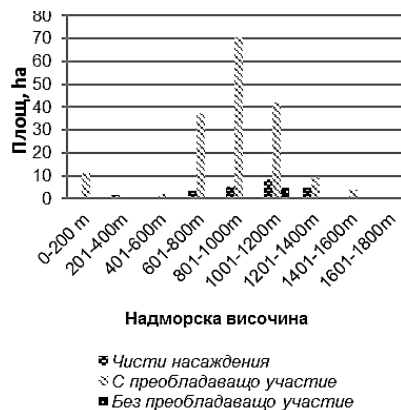 Площ, ha
80
70
60
50
40
30
20
10
0
0-200 m
201-400m
401-600m
601-800m
801-1000m
1001-1200m
1201-1400m
1401-1600m
1601-1800m
Надморска височина
Чисти насаждения
С преобладаващо участие
Без преобладаващо участие